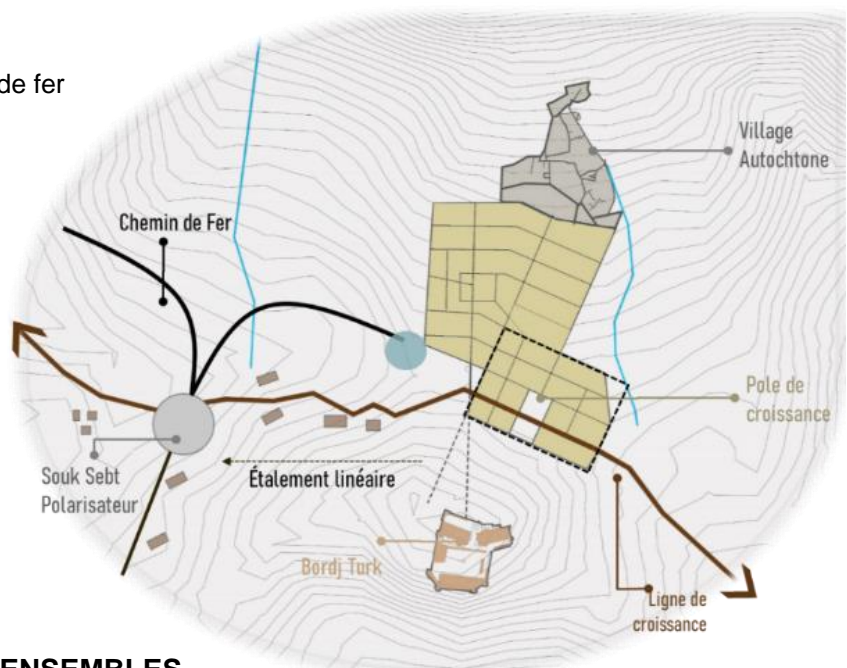 de fer
Village
Autochtone
Chemin de Fer
Pole de
croissance
Souk Sebt
Polarisateur
Étalement linéaire
Bordj Turk
Ligne de
croissance
ENSEMBLES